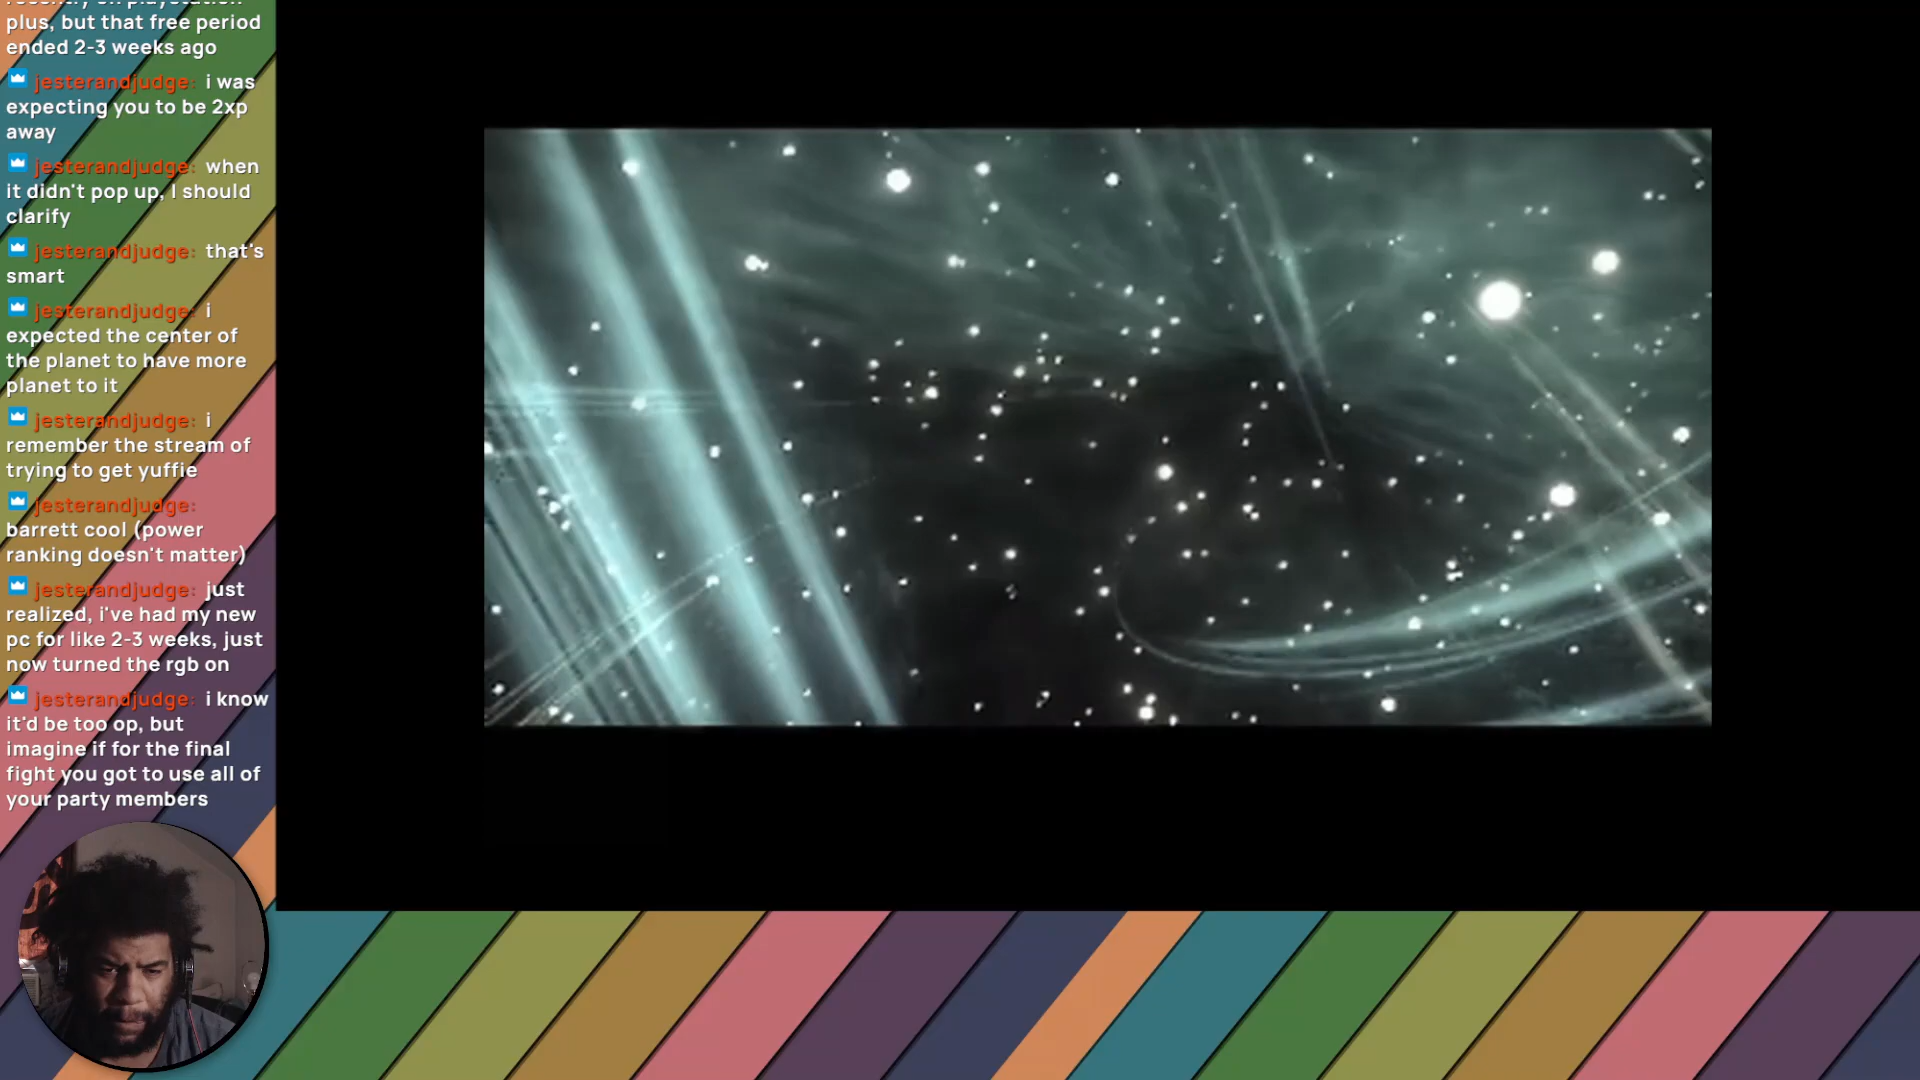 plus, but that free period
ended 2-3 weeks ago
jesterandjudge: i was
expecting you to be 2xp
away
jesterandjudge: when
it didn't pop up, I should
clarify
jesterandjudge: that's
smart
jesterandjudge: i
expected the center of
the planet to have more
planet to it
jesterandjudge: i
remember the stream of
trying to get yuffie
jesterandjudge:
barrett cool (power
ranking doesn't matter)
jesterandjudge: just
realized, i've had my new
pc for like 2-3 weeks, just
now turned the rgb on
jesterandjudge: i know
it'd be too op, but
imagine if for the final
fight you got to use all of
your party members